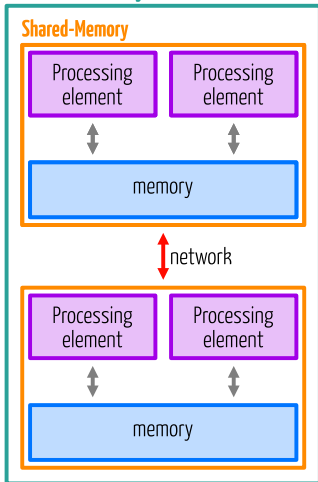 Shared-Memory
Processing
element
Processing
element
memory
network
Processing
element
Processing
element
memory